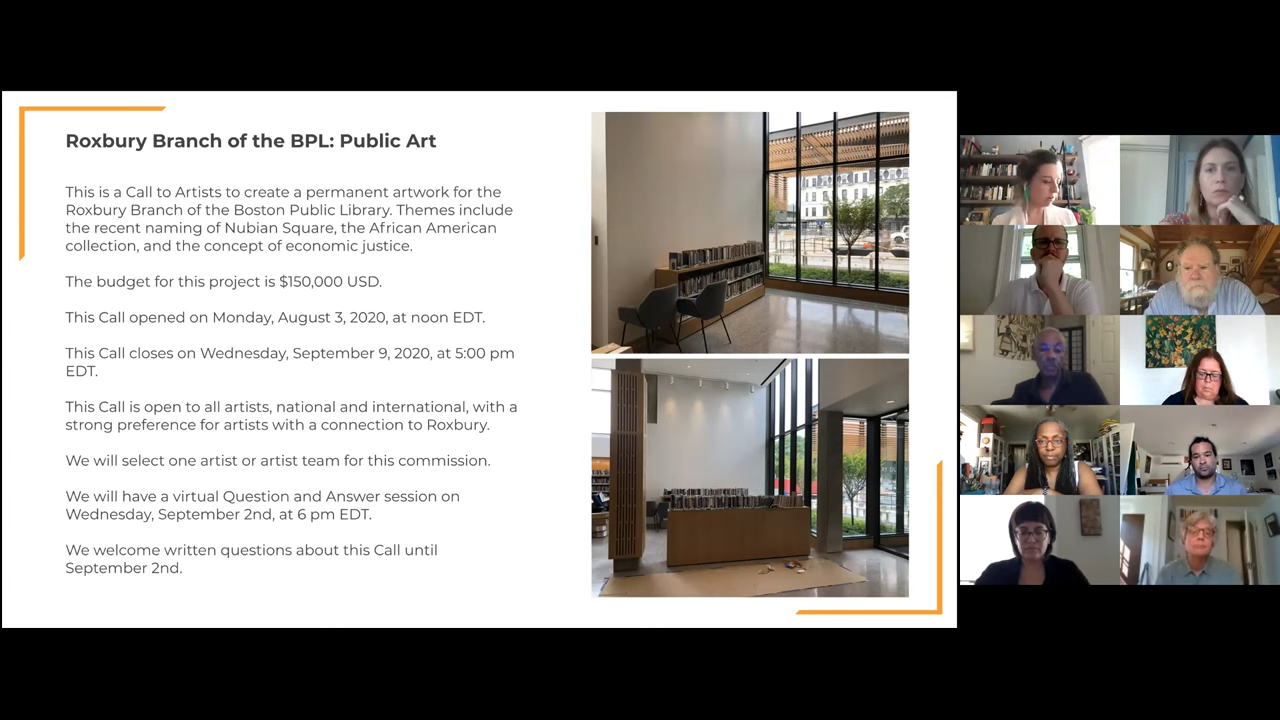 Roxbury Branch of the BPL: Public Art
This is a Call to Artists to create a permanent artwork for the
Roxbury Branch of the Boston Public Library. Themes include
the recent naming of Nubian Square, the African American
collection, and the concept of economic justice.
The budget for this project is $150,000 USD.
This Call opened on Monday, August 3, 2020, at noon EDT.
This Call closes on Wednesday, September 9, 2020, at 5:00 pm
EDT.
This Call is open to all artists, national and international, with a
strong preference for artists with a connection to Roxbury.
We will select one artist or artist team for this commission.
We will have a virtual Question and Answer session on
Wednesday, September 2nd, at 6 pm EDT.
We welcome written questions about this Call until
September 2nd.